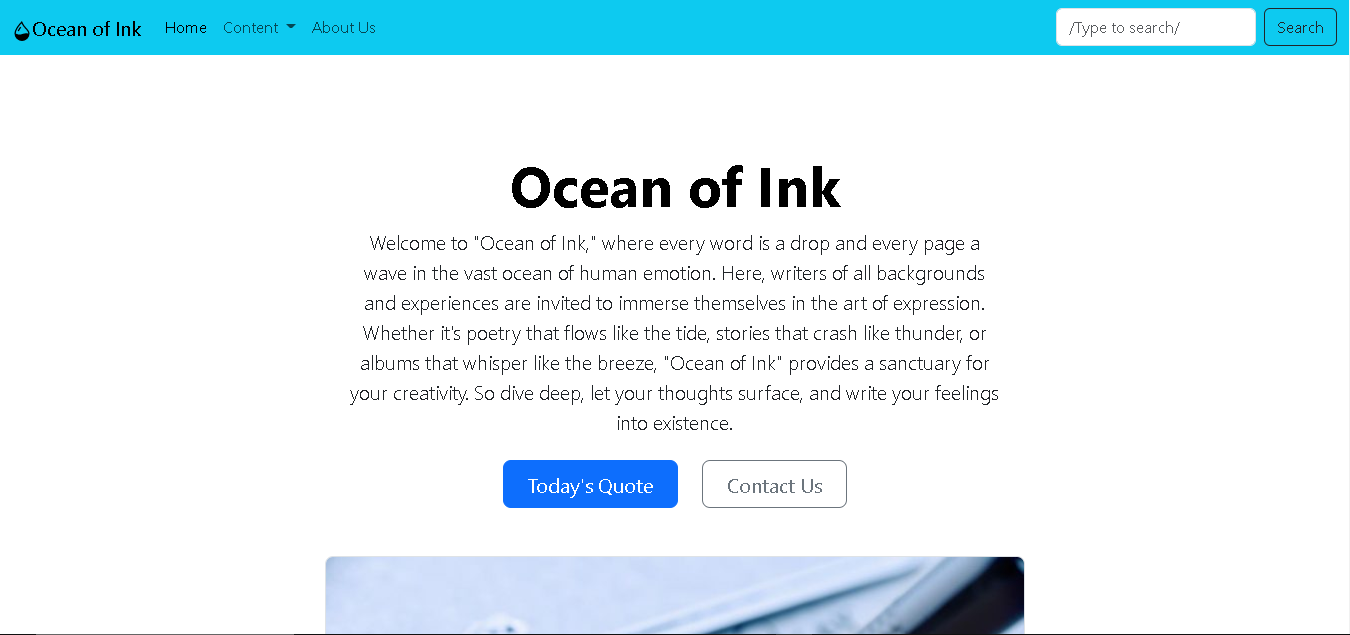 Ocean of Ink Home Content About Us /Type to search/ Search
Ocean of Ink
Welcome to "Ocean of Ink," where every word is a drop and every page a
wave in the vast ocean of human emotion. Here, writers of all backgrounds
and experiences are invited to immerse themselves in the art of expression.
Whether it's poetry that flows like the tide, stories that crash like thunder, or
albums that whisper like the breeze, "Ocean of Ink" provides a sanctuary for
your creativity. So dive deep, let your thoughts surface, and write your feelings
into existence.
Today's Quote Contact Us